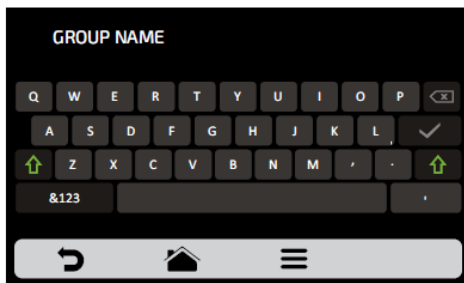 GROUP NAME
Q W E R T Y U I O P
A S D F G H J K L ,
Z X C V B N M , .
&123 '